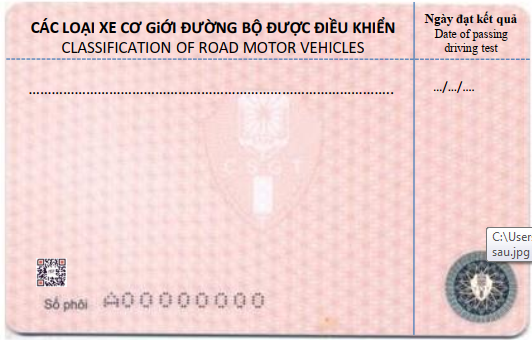 CÁC LOẠI XE CƠ GIỚI ĐƯỜNG BỘ ĐƯỢC ĐIỀU KHIỂN
CLASSIFICATION OF ROAD MOTOR VEHICLES
Ngày đạt kết quả
Date of passing
driving test
........................................................................................
.../.../....
CSGT
C:\User
sau.jpg
Số phôi A00000000